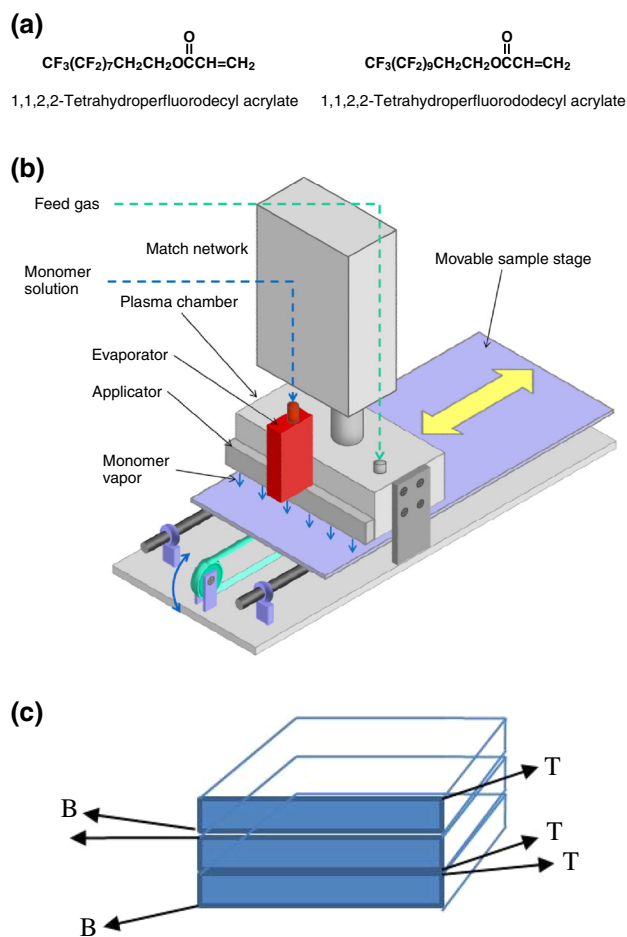 (a)
O
CF3(CF2)7CH2CH2OCCH=CH2
1,1,2,2-Tetrahydroperfluorodecyl acrylate
O
CF3(CF2)9CH2CH2OCCH=CH2
1,1,2,2-Tetrahydroperfluorododecyl acrylate
(b)
Feed gas
Match network
Monomer
solution
Plasma chamber
Evaporator
Applicator
Monomer
vapor
Movable sample stage
(c)
T
B
T
T
B